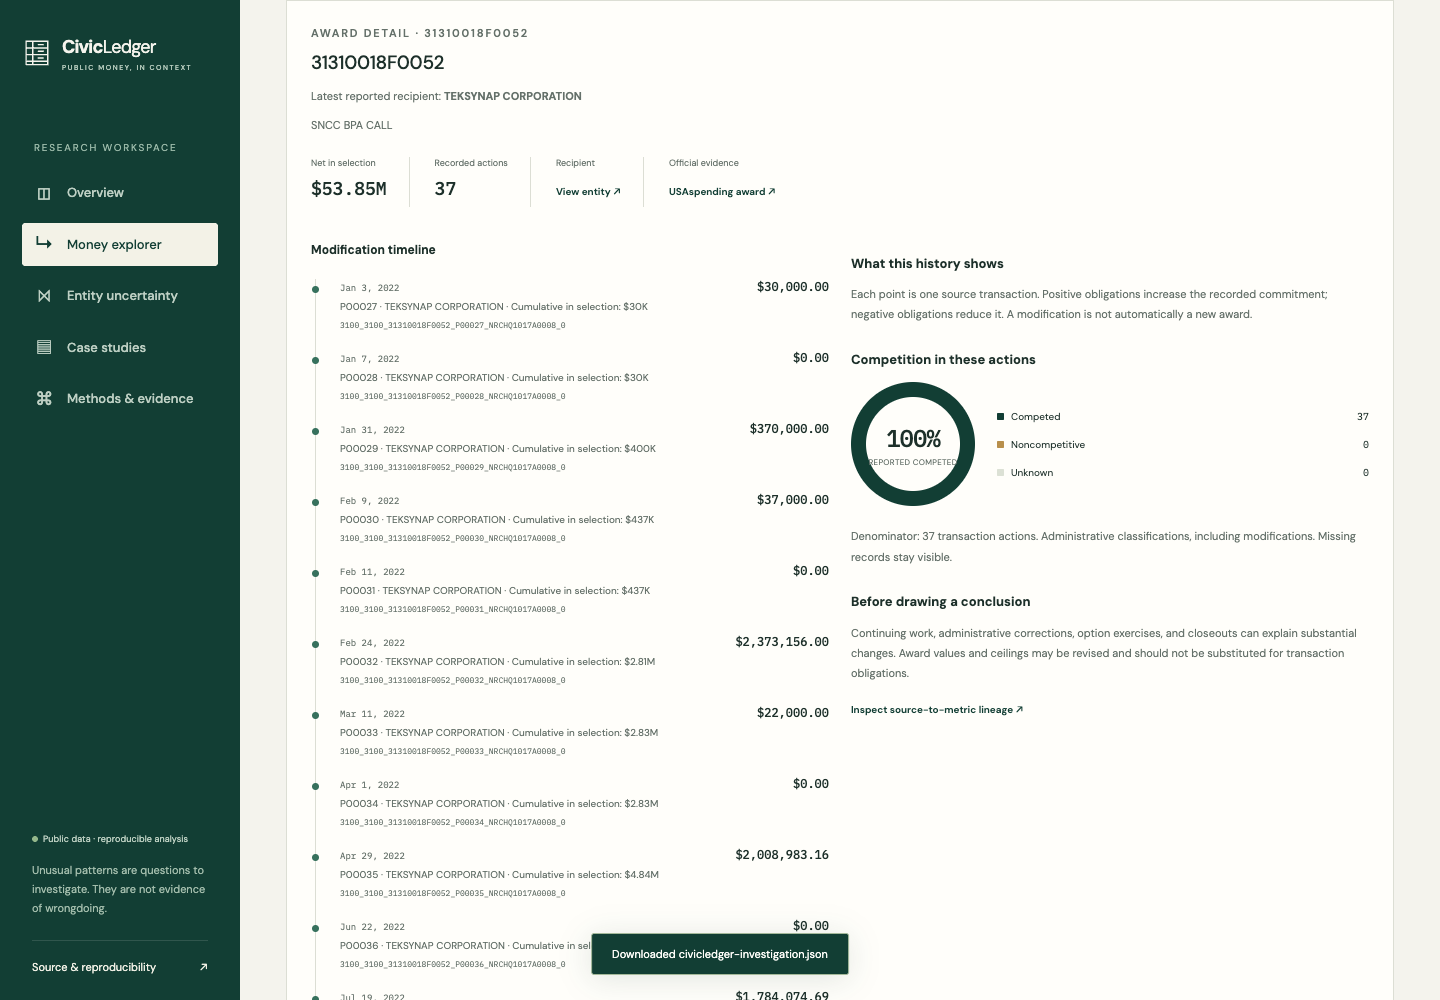 CivicLedger
PUBLIC MONEY, IN CONTEXT
RESEARCH WORKSPACE
Overview
Money explorer
Entity uncertainty
Case studies
Methods & evidence
Public data · reproducible analysis
Unusual patterns are questions to
investigate. They are not evidence
of wrongdoing.
Source & reproducibility ↗
AWARD DETAIL · 31310018F0052
31310018F0052
Latest reported recipient: TEKSYNAP CORPORATION
SNCC BPA CALL
Net in selection
$53.85M
Recorded actions
37
Recipient
View entity ↗
Official evidence
USAspending award ↗
Modification timeline
Jan 3, 2022 $30,000.00
P00027 · TEKSYNAP CORPORATION · Cumulative in selection: $30K
3100_3100_31310018F0052_P00027_NRCHQ1017A0008_0
Jan 7, 2022 $0.00
P00028 · TEKSYNAP CORPORATION · Cumulative in selection: $30K
3100_3100_31310018F0052_P00028_NRCHQ1017A0008_0
Jan 31, 2022 $370,000.00
P00029 · TEKSYNAP CORPORATION · Cumulative in selection: $400K
3100_3100_31310018F0052_P00029_NRCHQ1017A0008_0
Feb 9, 2022 $37,000.00
P00030 · TEKSYNAP CORPORATION · Cumulative in selection: $437K
3100_3100_31310018F0052_P00030_NRCHQ1017A0008_0
Feb 11, 2022 $0.00
P00031 · TEKSYNAP CORPORATION · Cumulative in selection: $437K
3100_3100_31310018F0052_P00031_NRCHQ1017A0008_0
Feb 24, 2022 $2,373,156.00
P00032 · TEKSYNAP CORPORATION · Cumulative in selection: $2.81M
3100_3100_31310018F0052_P00032_NRCHQ1017A0008_0
Mar 11, 2022 $22,000.00
P00033 · TEKSYNAP CORPORATION · Cumulative in selection: $2.83M
3100_3100_31310018F0052_P00033_NRCHQ1017A0008_0
Apr 1, 2022 $0.00
P00034 · TEKSYNAP CORPORATION · Cumulative in selection: $2.83M
3100_3100_31310018F0052_P00034_NRCHQ1017A0008_0
Apr 29, 2022 $2,008,983.16
P00035 · TEKSYNAP CORPORATION · Cumulative in selection: $4.84M
3100_3100_31310018F0052_P00035_NRCHQ1017A0008_0
Jun 22, 2022 $0.00
P00036 · TEKSYNAP CORPORATION · Cumulative in sel
3100_3100_31310018F0052_P00036_NRCHQ1017A0008_0
Jul 19, 2022 $1,784,074.69
What this history shows
Each point is one source transaction. Positive obligations increase the recorded commitment;
negative obligations reduce it. A modification is not automatically a new award.
Competition in these actions
100%
REPORTED COMPETED
Competed 37
Noncompetitive 0
Unknown 0
Denominator: 37 transaction actions. Administrative classifications, including modifications. Missing
records stay visible.
Before drawing a conclusion
Continuing work, administrative corrections, option exercises, and closeouts can explain substantial
changes. Award values and ceilings may be revised and should not be substituted for transaction
obligations.
Inspect source-to-metric lineage ↗
Downloaded civicledger-investigation.json